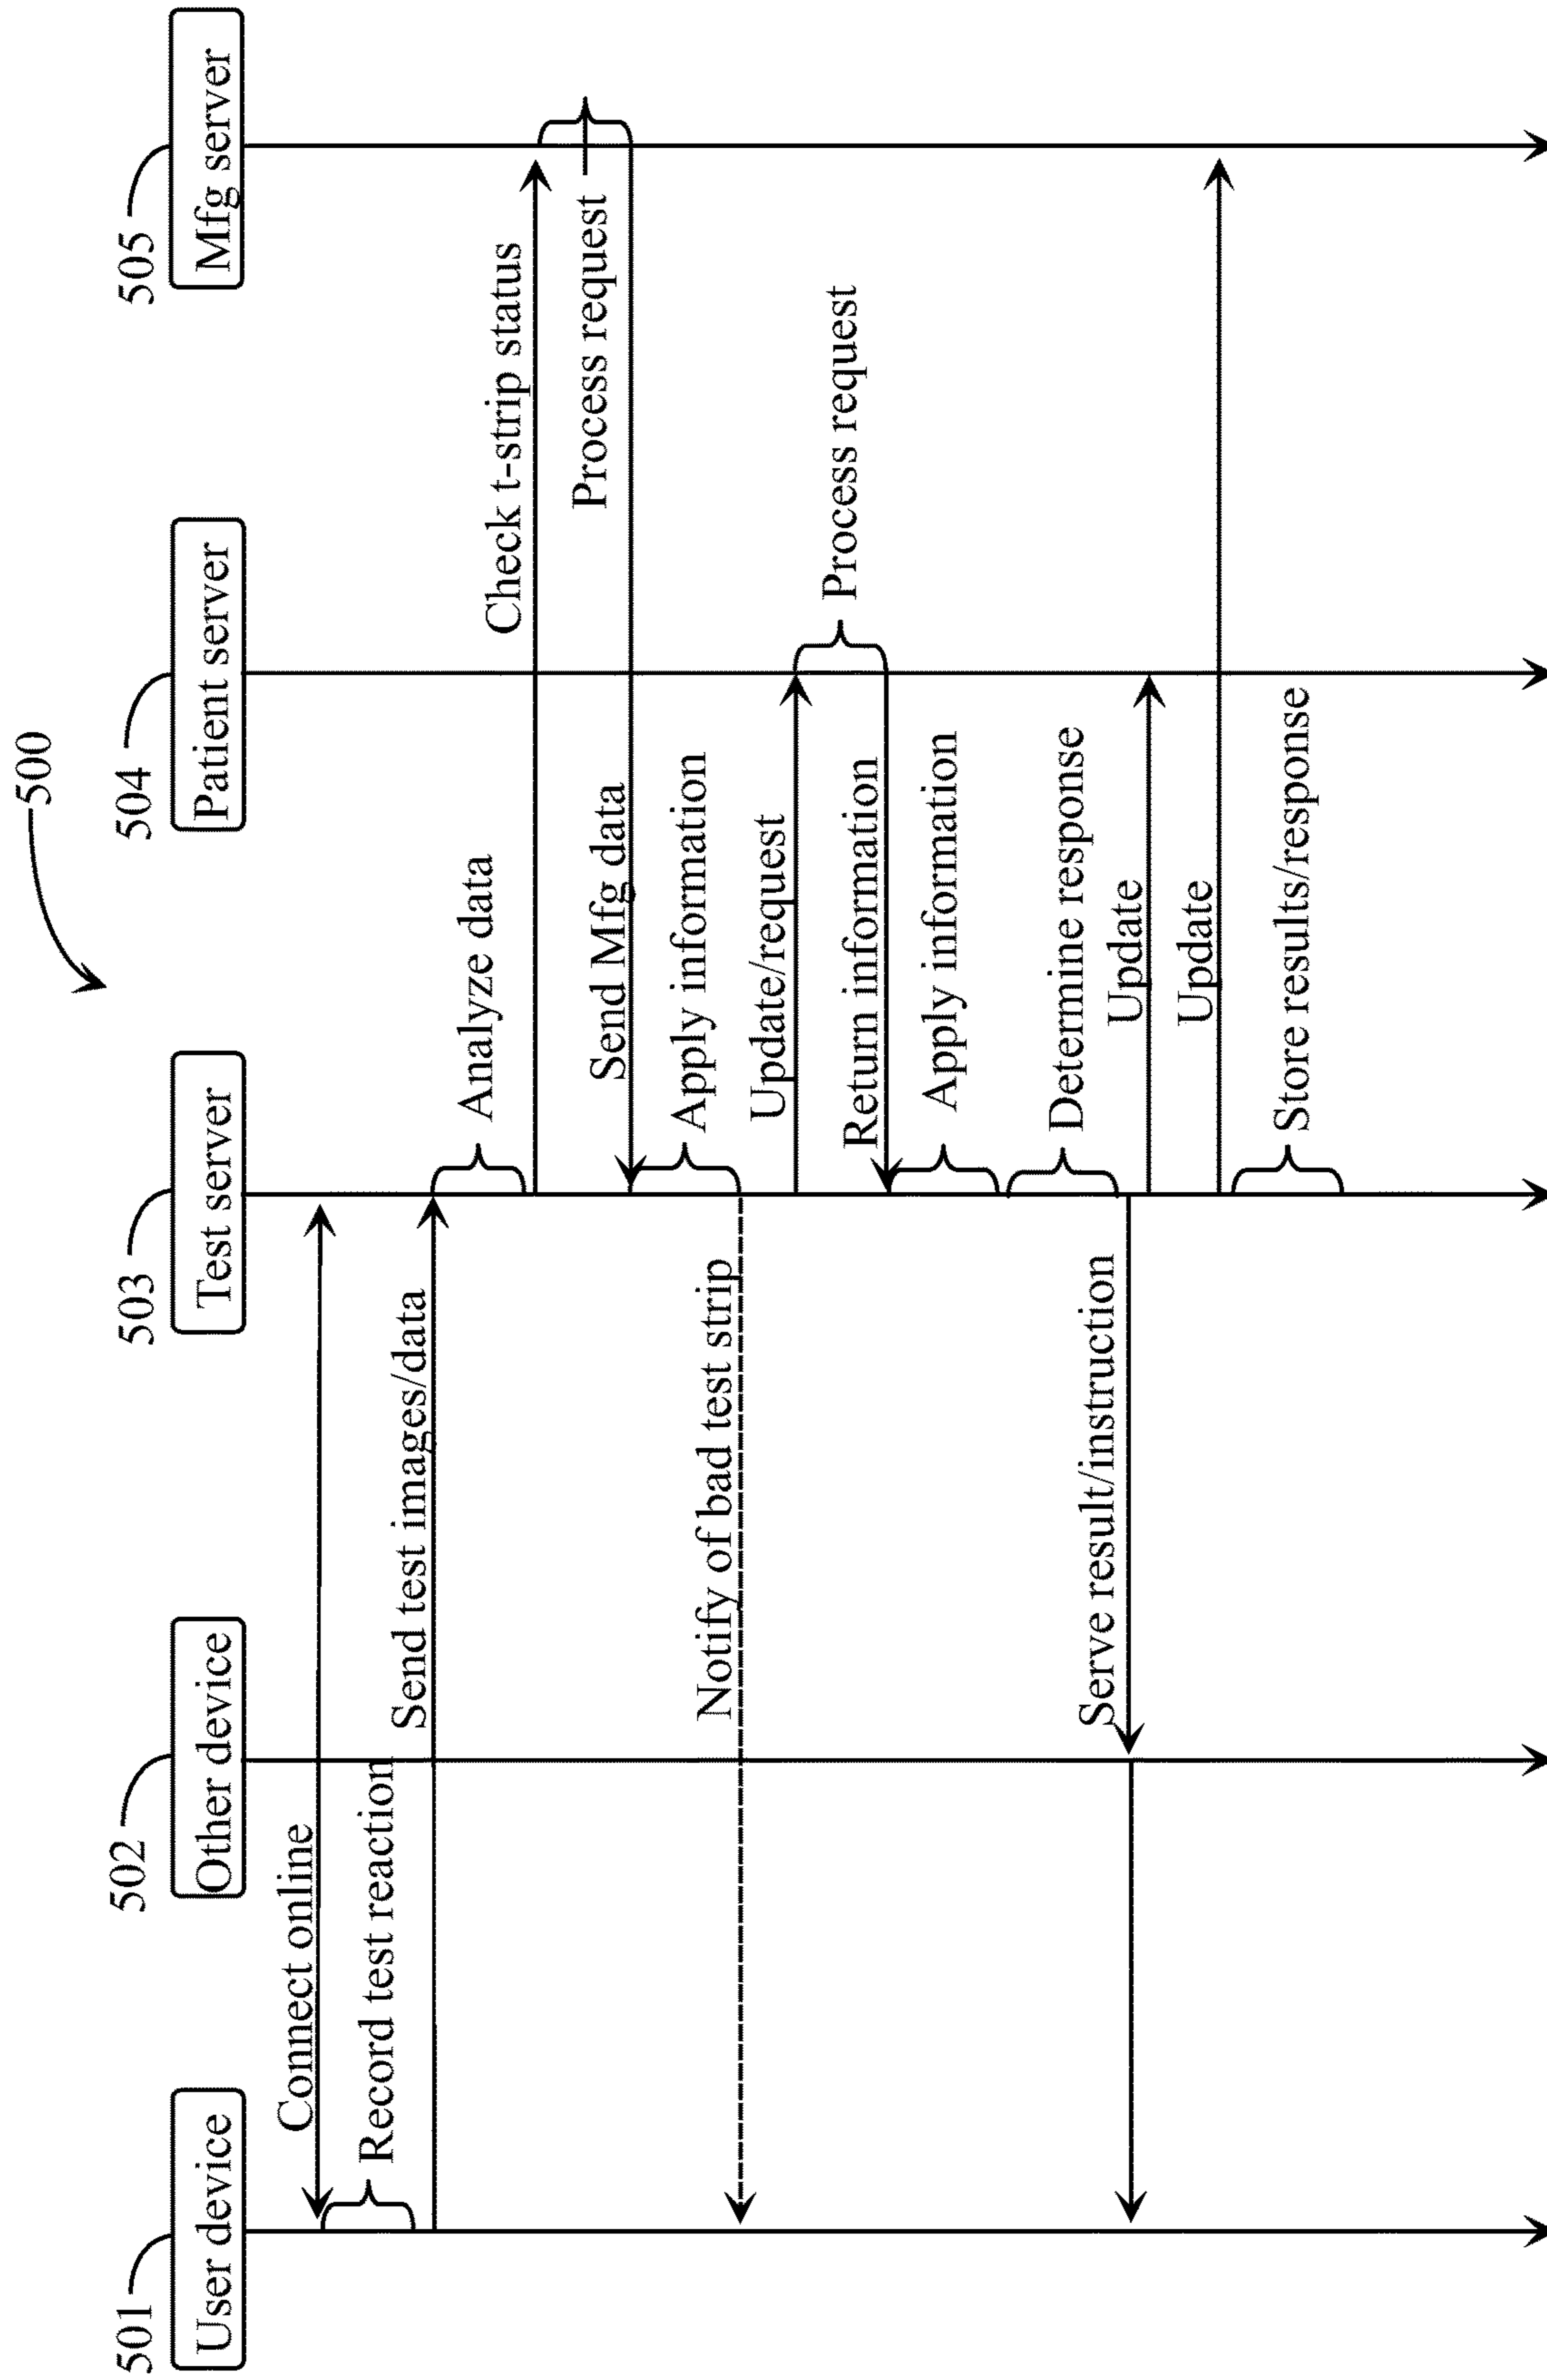 500
501
502
503
504
505
User device
Other device
Test server
Patient server
Mfg server
Connect online
Record test reaction
Send test images/data
Analyze data
Check t-strip status
Process request
Send Mfg data
Apply information
Notify of bad test strip
Update/request
Process request
Return information
Apply information
Determine response
Serve result/instruction
Update
Update
Store results/response